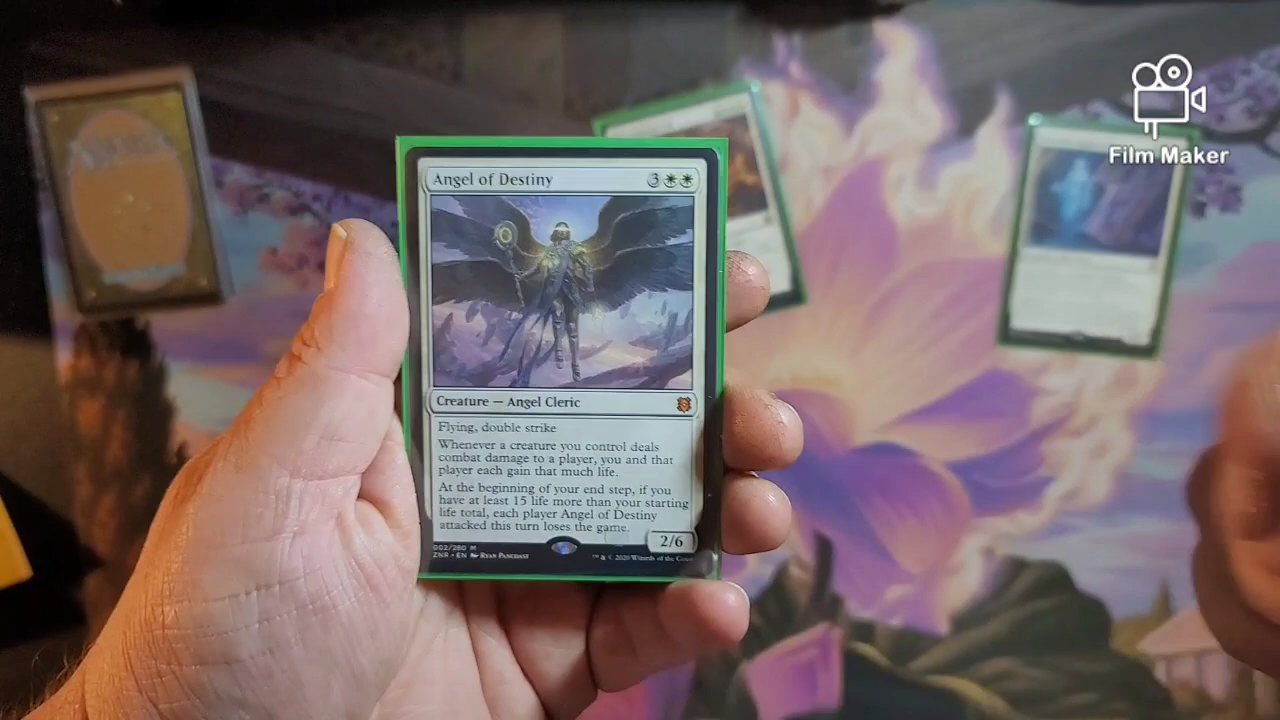 Film Maker
Angel of Destiny 3
Creature — Angel Cleric
Flying, double strike
Whenever a creature you control deals
combat damage to a player, you and that
player each gain that much life.
At the beginning of your end step, if you
have at least 15 life more than your starting
life total, each player Angel of Destiny
attacked this turn loses the game.
2/6
002/280 M
ZNR • EN Ryan Pancoast
™ & © 2020 Wizards of the